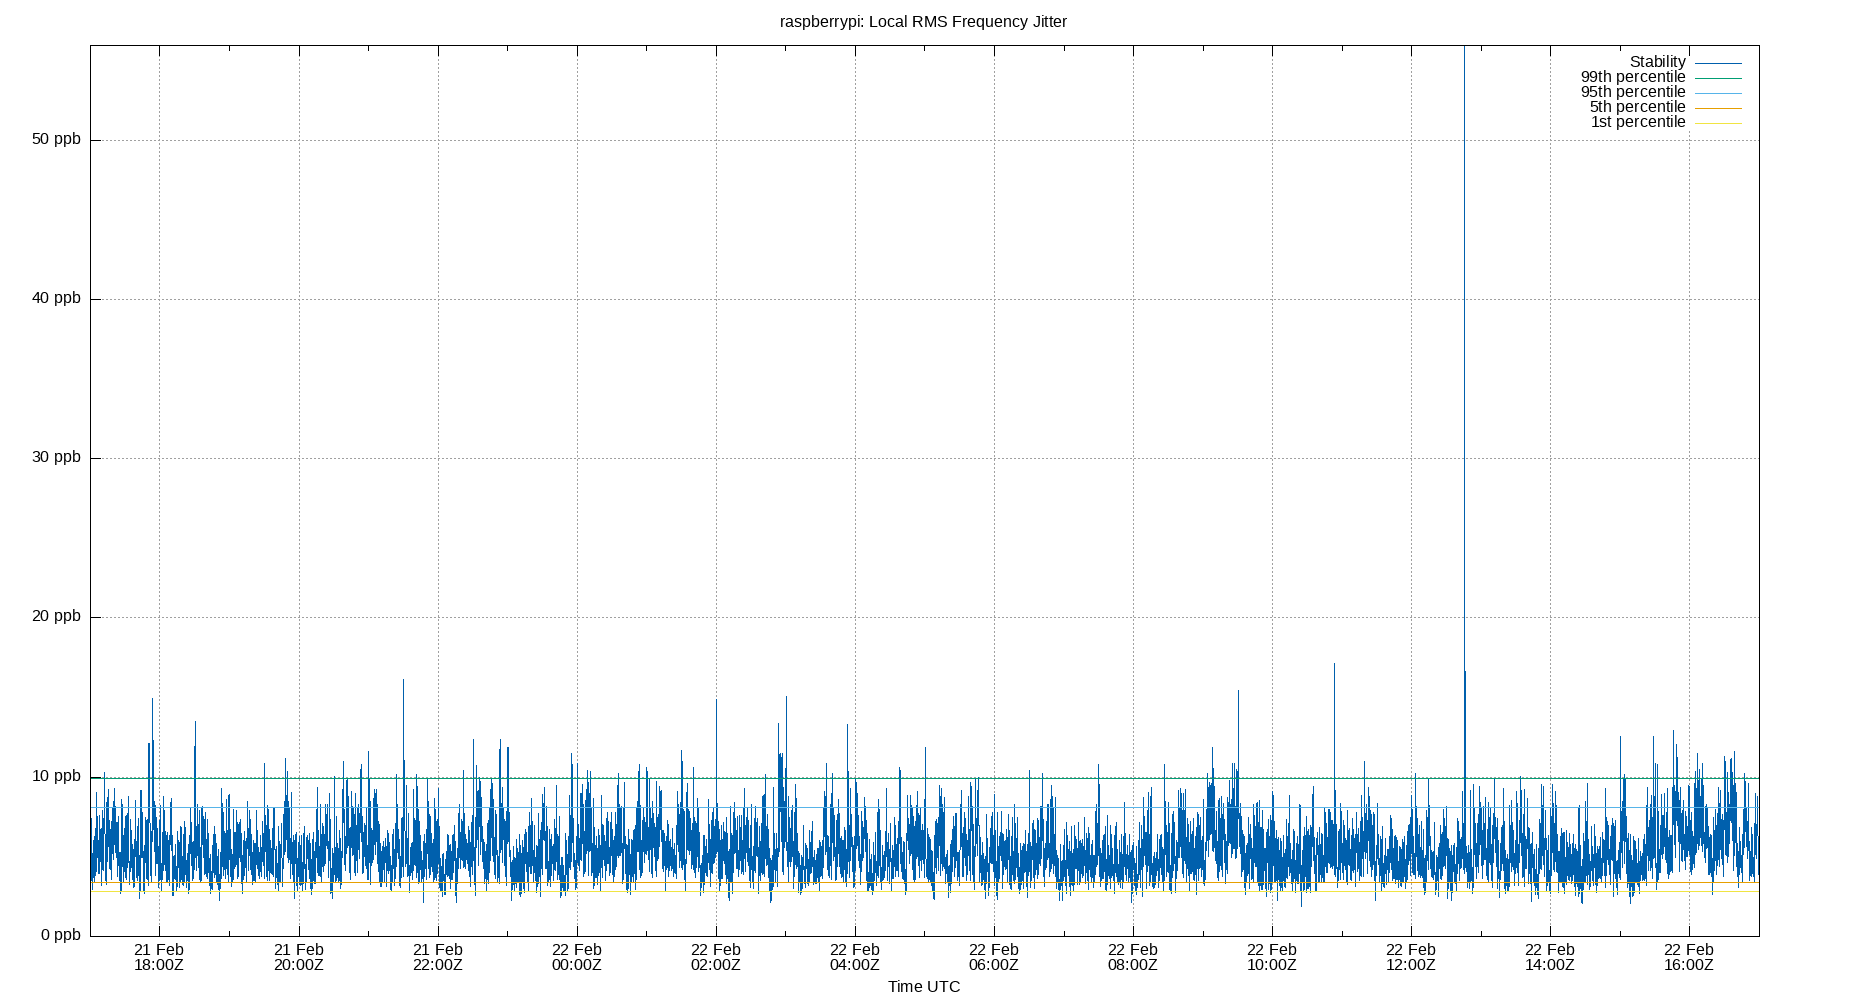 raspberrypi: Local RMS Frequency Jitter
Stability
99th percentile
95th percentile
5th percentile
1st percentile
50 ppb
40 ppb
30 ppb
20 ppb
10 ppb
0 ppb
21 Feb 21 Feb 21 Feb 22 Feb 22 Feb 22 Feb 22 Feb 22 Feb 22 Feb 22 Feb 22 Feb 22 Feb
18:00Z 20:00Z 22:00Z 00:00Z 02:00Z 04:00Z 06:00Z 08:00Z 10:00Z 12:00Z 14:00Z 16:00Z
Time UTC